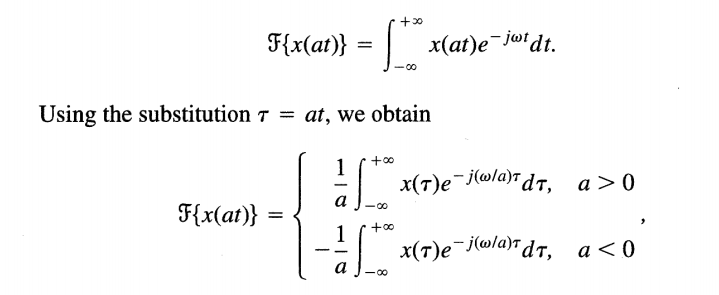 ℱ{x(at)} = ∫_{-∞}^{+∞} x(at)e^{-jωt}dt.
Using the substitution τ = at, we obtain
ℱ{x(at)} = { 1/a ∫_{-∞}^{+∞} x(τ)e^{-j(ω/a)τ}dτ, a > 0
-1/a ∫_{-∞}^{+∞} x(τ)e^{-j(ω/a)τ}dτ, a < 0 ,